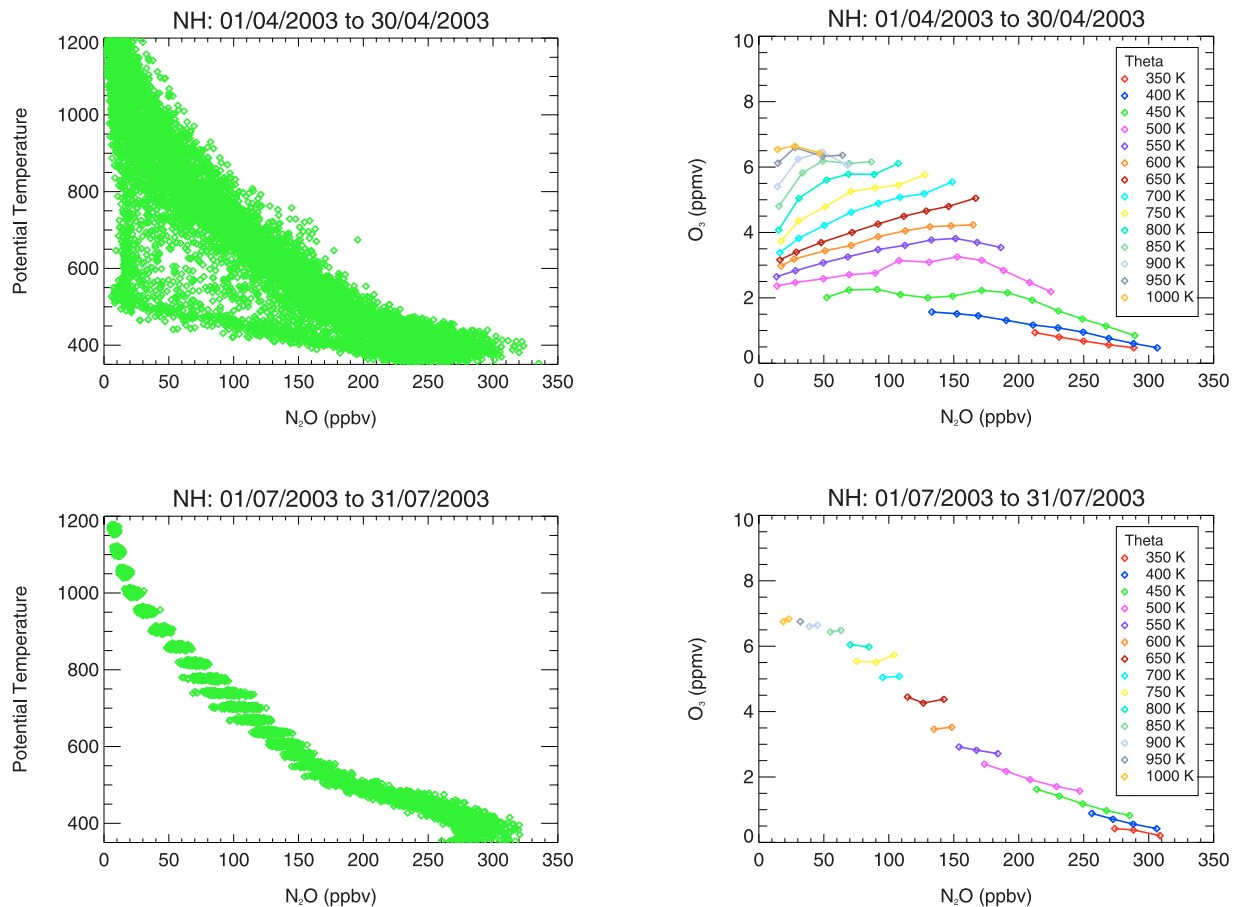 NH: 01/04/2003 to 30/04/2003
1200
1000
800
600
400
Potential Temperature
0 50 100 150 200 250 300 350
N₂O (ppbv)
NH: 01/04/2003 to 30/04/2003
10
8
6
4
2
0
O₃ (ppmv)
0 50 100 150 200 250 300 350
N₂O (ppbv)
Theta
350 K
400 K
450 K
500 K
550 K
600 K
650 K
700 K
750 K
800 K
850 K
900 K
950 K
1000 K
NH: 01/07/2003 to 31/07/2003
1200
1000
800
600
400
Potential Temperature
0 50 100 150 200 250 300 350
N₂O (ppbv)
NH: 01/07/2003 to 31/07/2003
10
8
6
4
2
0
O₃ (ppmv)
0 50 100 150 200 250 300 350
N₂O (ppbv)
Theta
350 K
400 K
450 K
500 K
550 K
600 K
650 K
700 K
750 K
800 K
850 K
900 K
950 K
1000 K